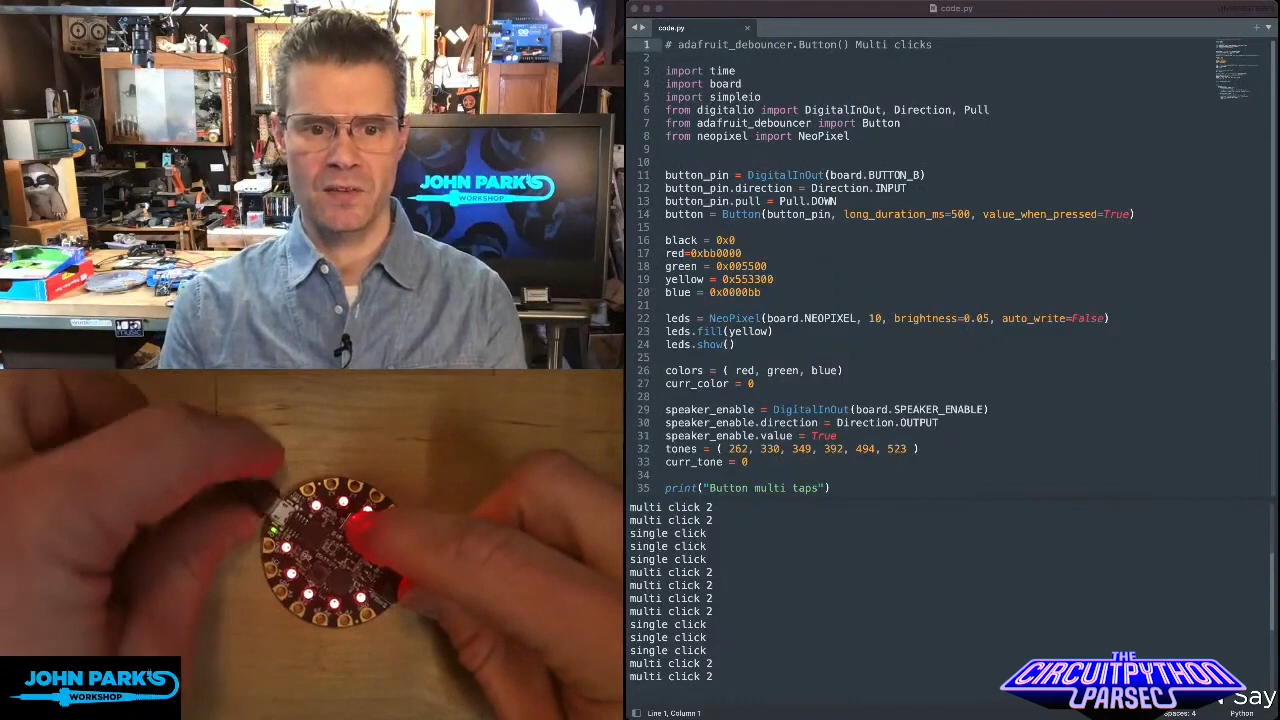 JOHN PARK'S
WORKSHOP
JOHN PARK'S
WORKSHOP
code.py
code.py
1 # adafruit_debouncer.Button() Multi clicks
2
3 import time
4 import board
5 import simpleio
6 from digitalio import DigitalInOut, Direction, Pull
7 from adafruit_debouncer import Button
8 from neopixel import NeoPixel
9
10
11 button_pin = DigitalInOut(board.BUTTON_B)
12 button_pin.direction = Direction.INPUT
13 button_pin.pull = Pull.DOWN
14 button = Button(button_pin, long_duration_ms=500, value_when_pressed=True)
15
16 black = 0x0
17 red=0xbb0000
18 green = 0x005500
19 yellow = 0x553300
20 blue = 0x0000bb
21
22 leds = NeoPixel(board.NEOPIXEL, 10, brightness=0.05, auto_write=False)
23 leds.fill(yellow)
24 leds.show()
25
26 colors = ( red, green, blue)
27 curr_color = 0
28
29 speaker_enable = DigitalInOut(board.SPEAKER_ENABLE)
30 speaker_enable.direction = Direction.OUTPUT
31 speaker_enable.value = True
32 tones = ( 262, 330, 349, 392, 494, 523 )
33 curr_tone = 0
34
35 print("Button multi taps")
multi click 2
multi click 2
single click
single click
single click
multi click 2
multi click 2
multi click 2
multi click 2
single click
single click
single click
multi click 2
multi click 2
THE
CIRCUITPYTHON
PARSEC
Say
Line 1, Column 1
Spaces: 4
Python